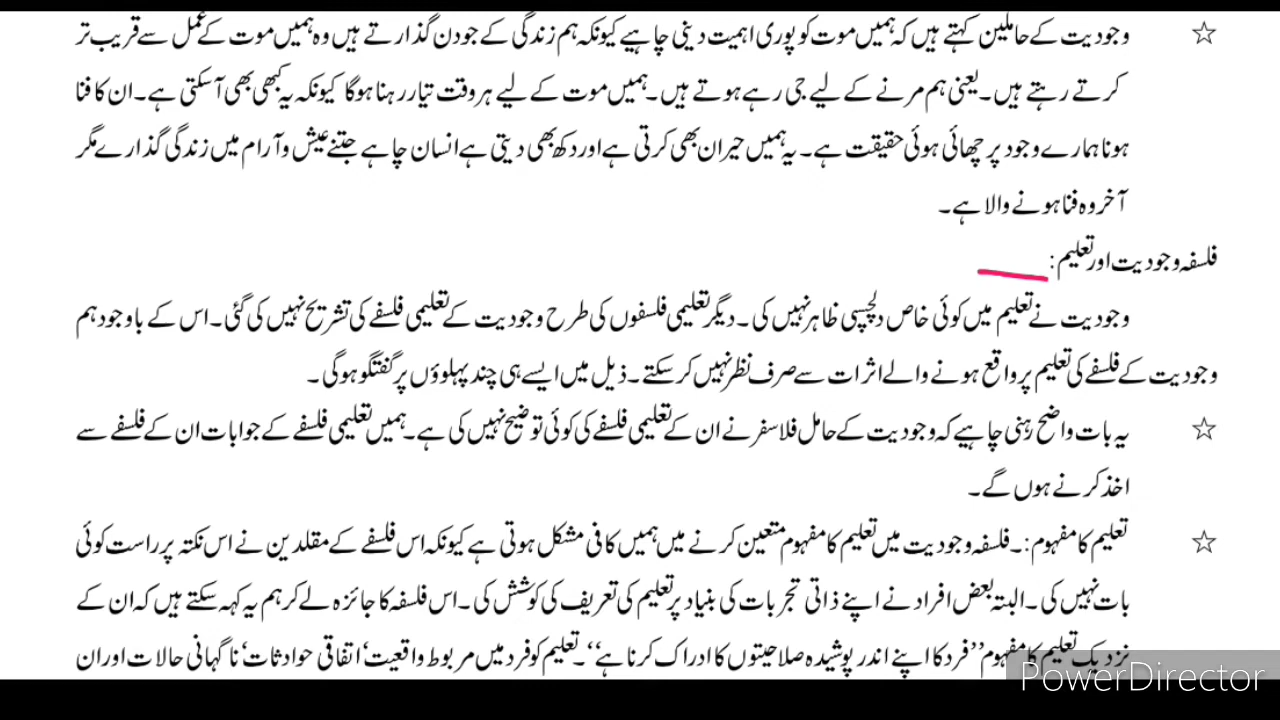 ☆ وجودیت کے حاملین کہتے ہیں کہ ہمیں موت کو پوری اہمیت دینی چاہیے کیونکہ ہم زندگی کے جو دن گذارتے ہیں وہ ہمیں موت کے عمل سے قریب تر
کرتے رہتے ہیں۔ یعنی ہم مرنے کے لیے جی رہے ہوتے ہیں۔ ہمیں موت کے لیے ہر وقت تیار رہنا ہوگا کیونکہ یہ کبھی بھی آسکتی ہے۔ ان کا فنا
ہونا ہمارے وجود پر چھائی ہوئی حقیقت ہے۔ یہ ہمیں حیران بھی کرتی ہے اور دکھ بھی دیتی ہے انسان چاہے جتنے عیش و آرام میں زندگی گذارے مگر
آخر وہ فنا ہونے والا ہے۔
فلسفہ وجودیت اور تعلیم:
وجودیت نے تعلیم میں کوئی خاص دلچسپی ظاہر نہیں کی۔ دیگر تعلیمی فلسفوں کی طرح وجودیت کے تعلیمی فلسفے کی تشریح نہیں کی گئی۔ اس کے باوجود ہم
وجودیت کے فلسفے کی تعلیم پر واقع ہونے والے اثرات سے صرف نظر نہیں کرسکتے۔ ذیل میں ایسے ہی چند پہلوؤں پر گفتگو ہوگی۔
☆ یہ بات واضح رہنی چاہیے کہ وجودیت کے حامل فلاسفر نے ان کے تعلیمی فلسفے کی کوئی توضیح نہیں کی ہے۔ ہمیں تعلیمی فلسفے کے جوابات ان کے فلسفے سے
اخذ کرنے ہوں گے۔
☆ تعلیم کا مفہوم:۔ فلسفہ وجودیت میں تعلیم کا مفہوم متعین کرنے میں ہمیں کافی مشکل ہوتی ہے کیونکہ اس فلسفے کے مقلدین نے اس نکتہ پر راست کوئی
بات نہیں کی۔ البتہ بعض افراد نے اپنے ذاتی تجربات کی بنیاد پر تعلیم کی تعریف کی کوشش کی۔ اس فلسفہ کا جائزہ لے کر ہم یہ کہہ سکتے ہیں کہ ان کے
نزدیک تعلیم کا مفہوم ’’فرد کا اپنے اندر پوشیدہ صلاحیتوں کا ادراک کرنا ہے‘‘۔ تعلیم کو فرد میں مربوط واقعیت‘ اتفاقی حوادثات‘ ناگہانی حالات اور ان
PowerDirector